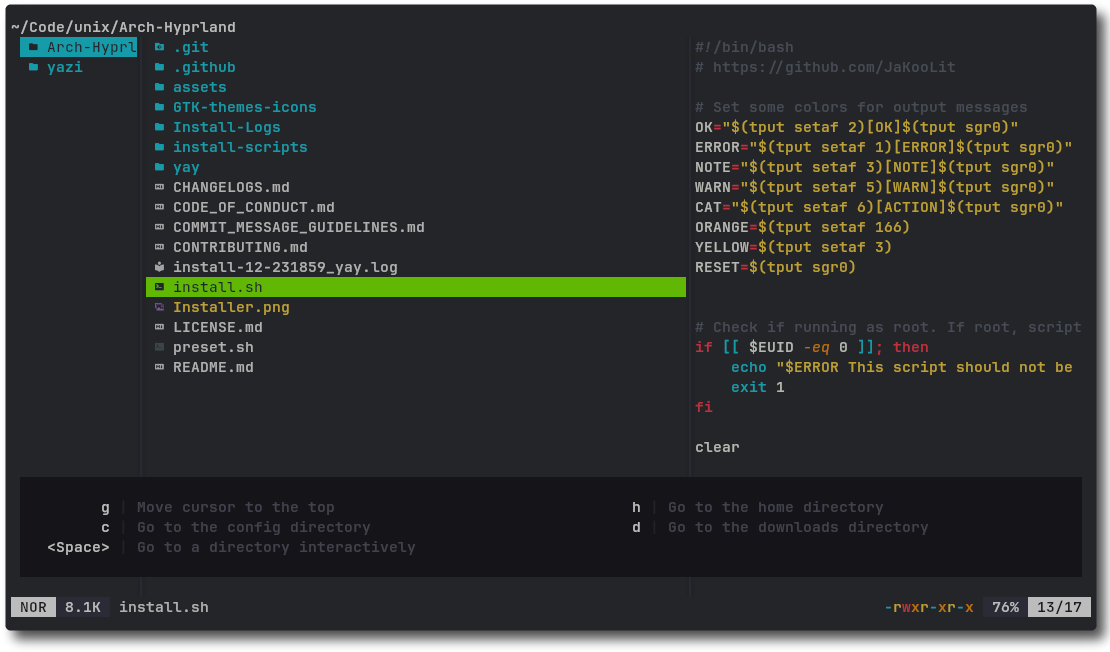 ~/Code/unix/Arch-Hyprland
Arch-Hyprl
yazi
.git
.github
assets
GTK-themes-icons
Install-Logs
install-scripts
yay
CHANGELOGS.md
CODE_OF_CONDUCT.md
COMMIT_MESSAGE_GUIDELINES.md
CONTRIBUTING.md
install-12-231859_yay.log
install.sh
Installer.png
LICENSE.md
preset.sh
README.md
#!/bin/bash
# https://github.com/JaKooLit
# Set some colors for output messages
OK="$(tput setaf 2)[OK]$(tput sgr0)"
ERROR="$(tput setaf 1)[ERROR]$(tput sgr0)"
NOTE="$(tput setaf 3)[NOTE]$(tput sgr0)"
WARN="$(tput setaf 5)[WARN]$(tput sgr0)"
CAT="$(tput setaf 6)[ACTION]$(tput sgr0)"
ORANGE=$(tput setaf 166)
YELLOW=$(tput setaf 3)
RESET=$(tput sgr0)
# Check if running as root. If root, script
if [[ $EUID -eq 0 ]]; then
    echo "$ERROR This script should not be
    exit 1
fi
clear
g | Move cursor to the top
h | Go to the home directory
c | Go to the config directory
d | Go to the downloads directory
<Space> | Go to a directory interactively
NOR 8.1K install.sh -rwxr-xr-x 76% 13/17